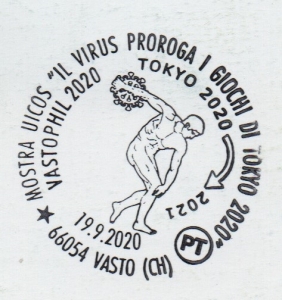 ★ MOSTRA UICOS "IL VIRUS PROROGA I GIOCHI DI TOKYO 2020"
VASTOPHIL 2020
TOKYO 2020
2021
19.9.2020
66054 VASTO (CH)
PT